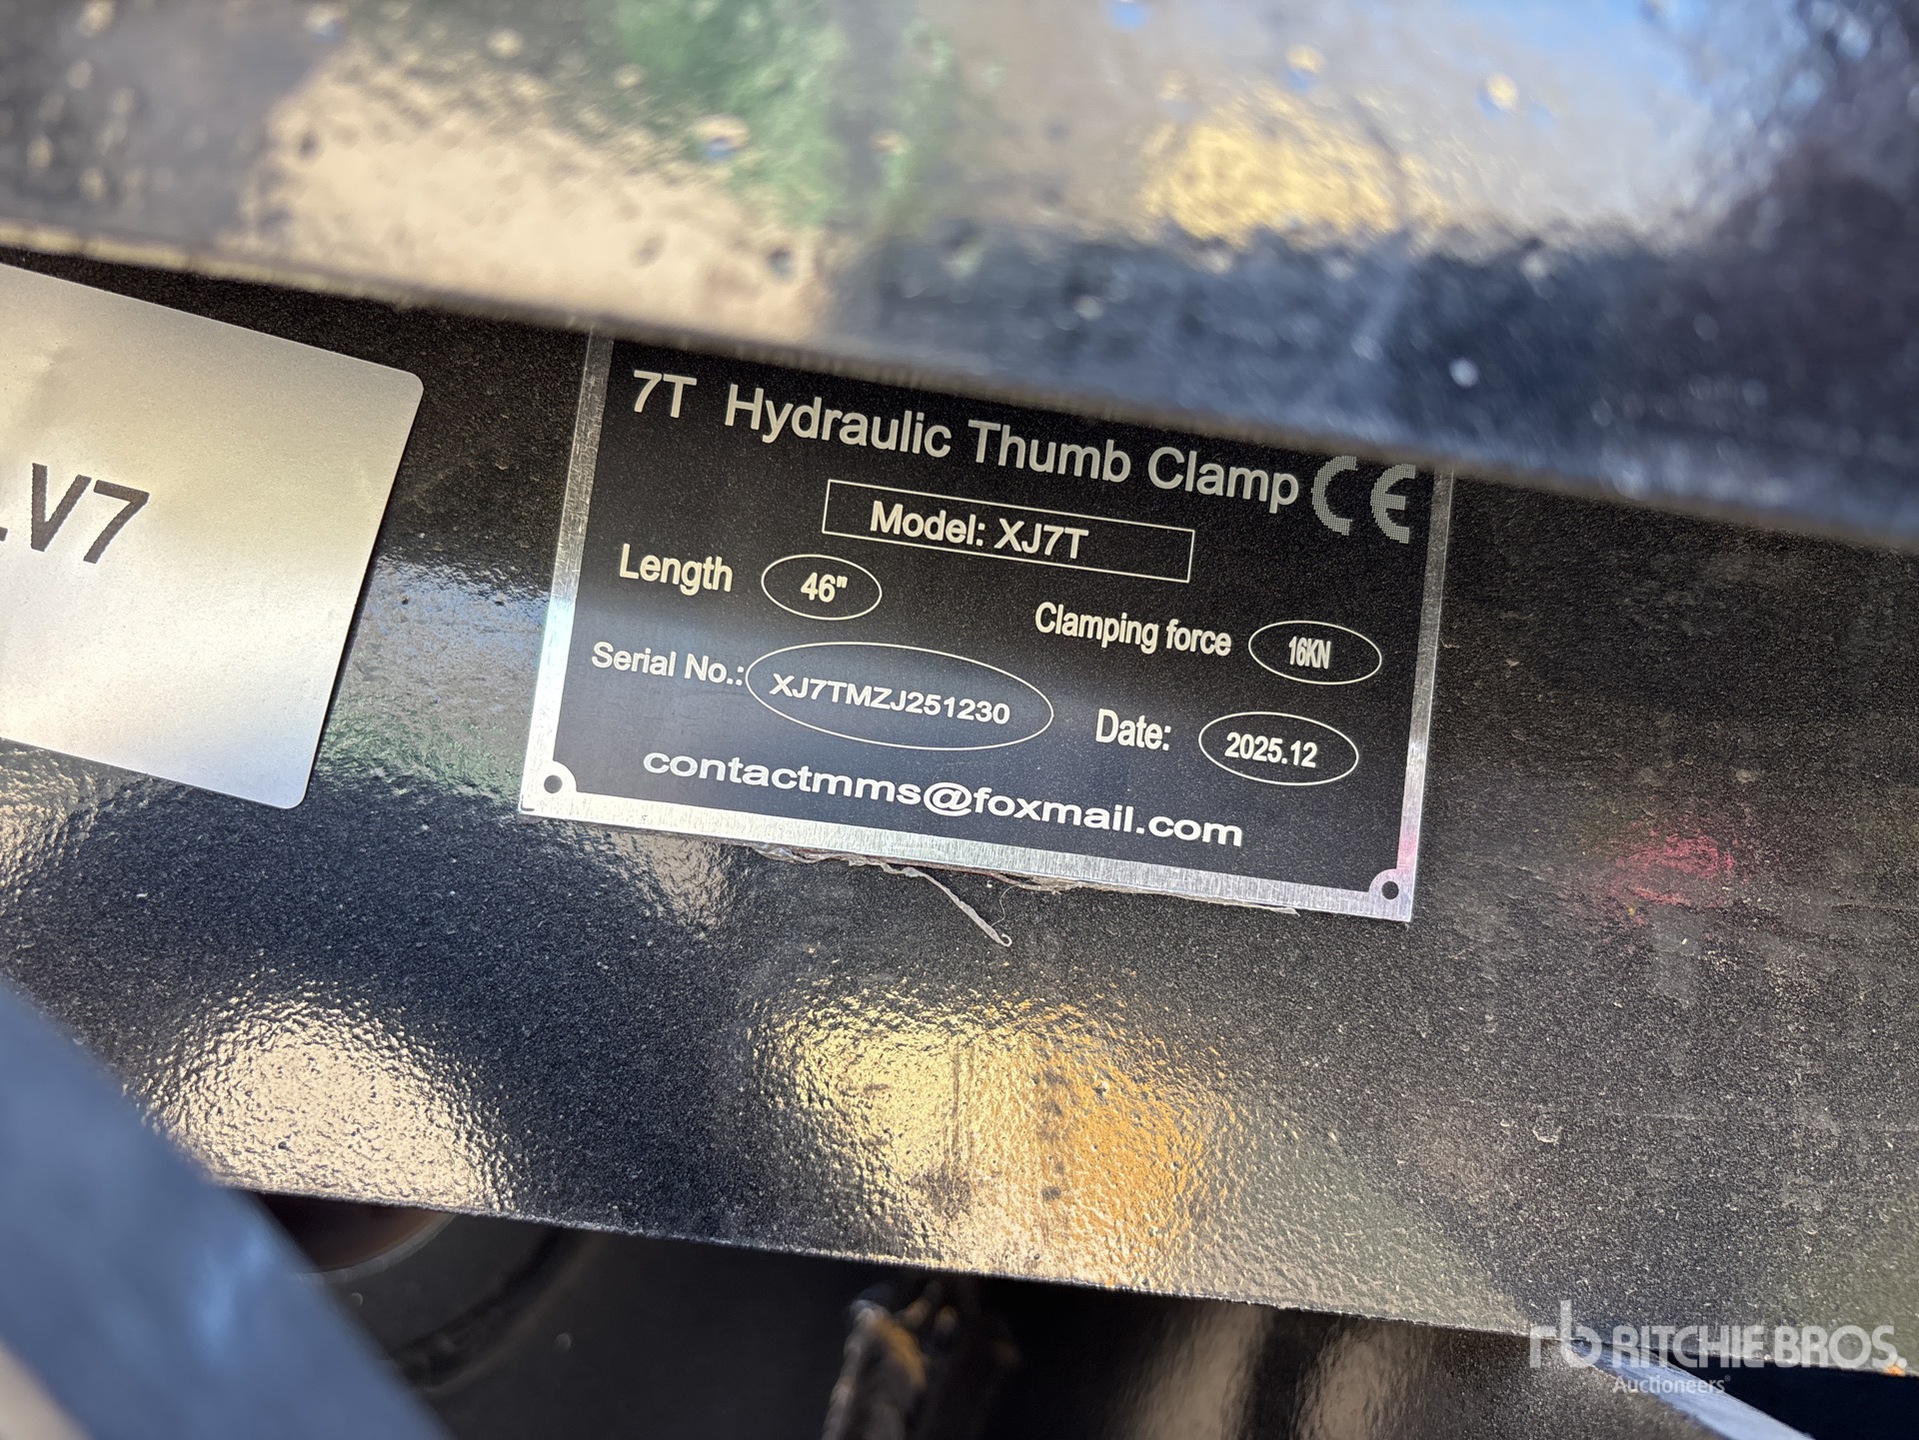 .V7
7T Hydraulic Thumb Clamp CE
Model: XJ7T
Length 46"
Clamping force 16KN
Serial No.: XJ7TMZJ251230
Date: 2025.12
contactmms@foxmail.com
rb RITCHIE BROS.
Auctioneers